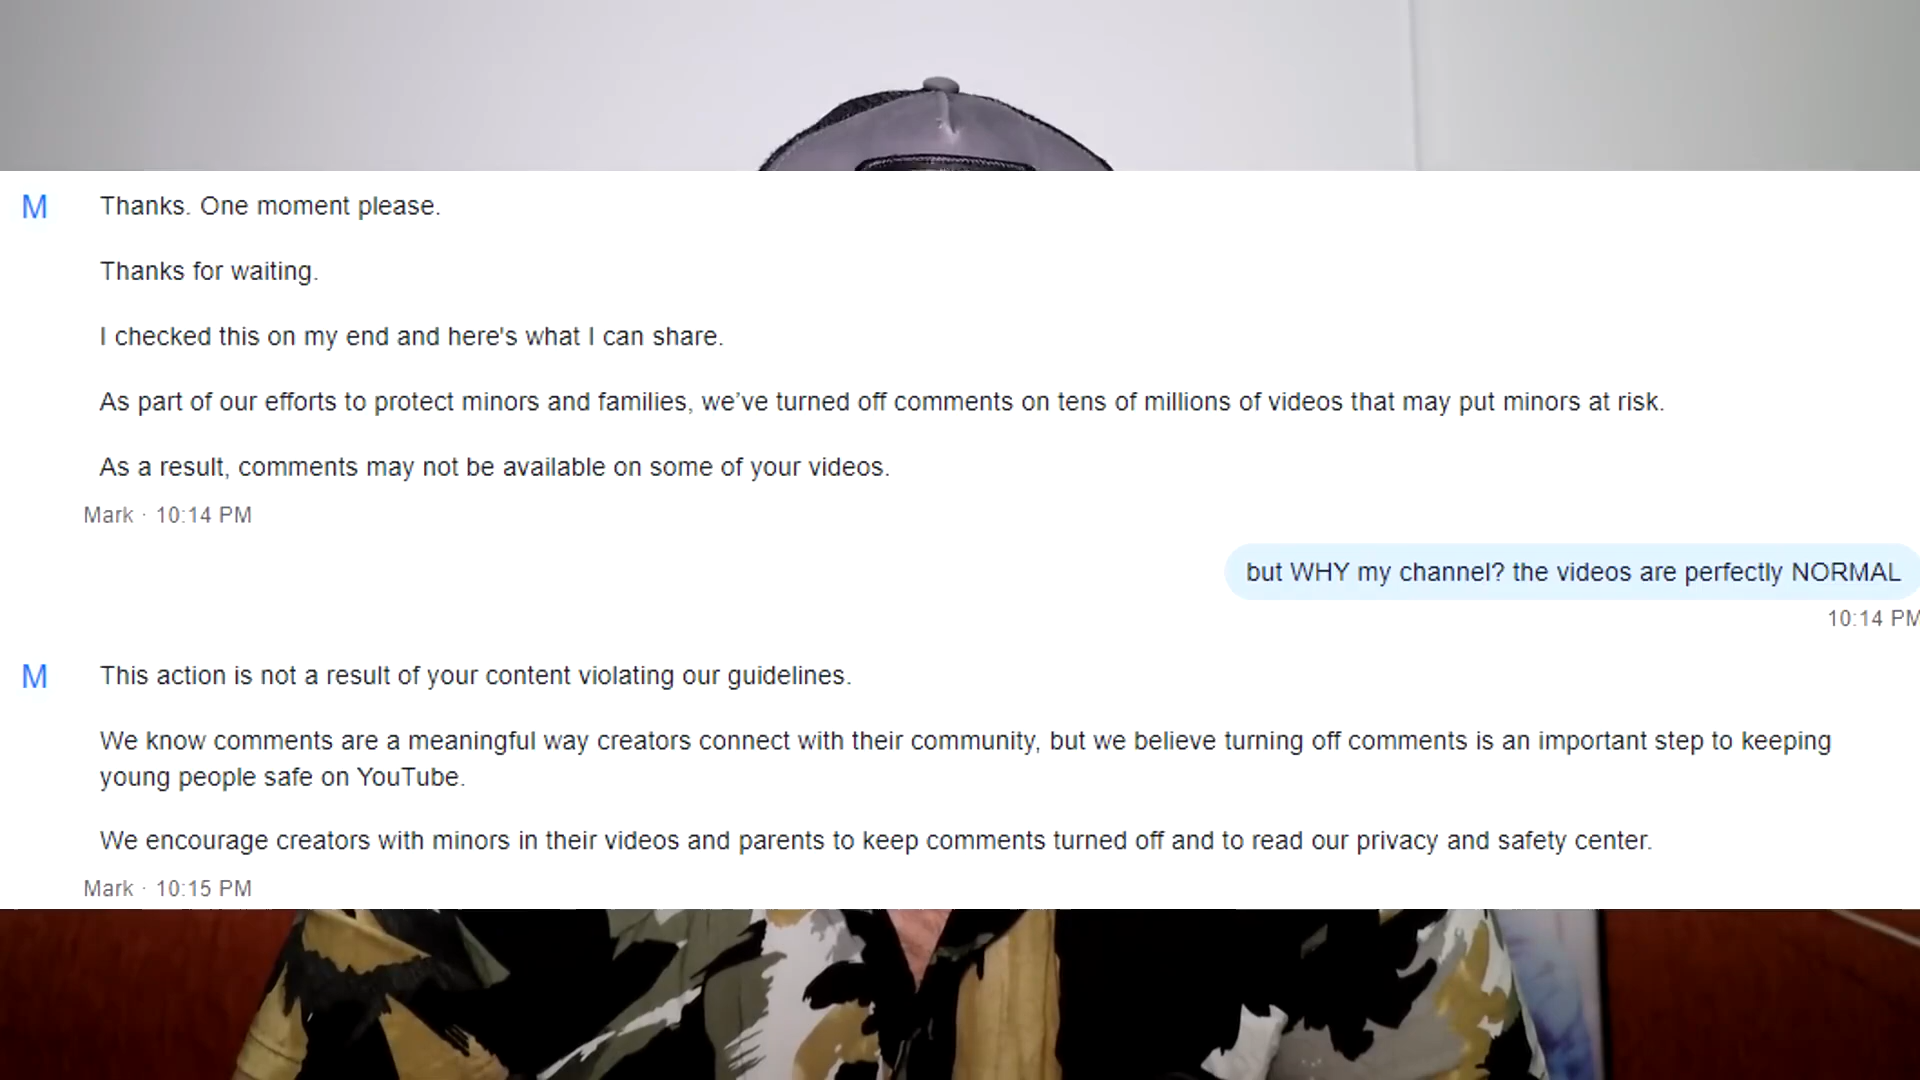 M
Thanks. One moment please.
Thanks for waiting.
I checked this on my end and here's what I can share.
As part of our efforts to protect minors and families, we’ve turned off comments on tens of millions of videos that may put minors at risk.
As a result, comments may not be available on some of your videos.
Mark · 10:14 PM
but WHY my channel? the videos are perfectly NORMAL
10:14 PM
M
This action is not a result of your content violating our guidelines.
We know comments are a meaningful way creators connect with their community, but we believe turning off comments is an important step to keeping
young people safe on YouTube.
We encourage creators with minors in their videos and parents to keep comments turned off and to read our privacy and safety center.
Mark · 10:15 PM